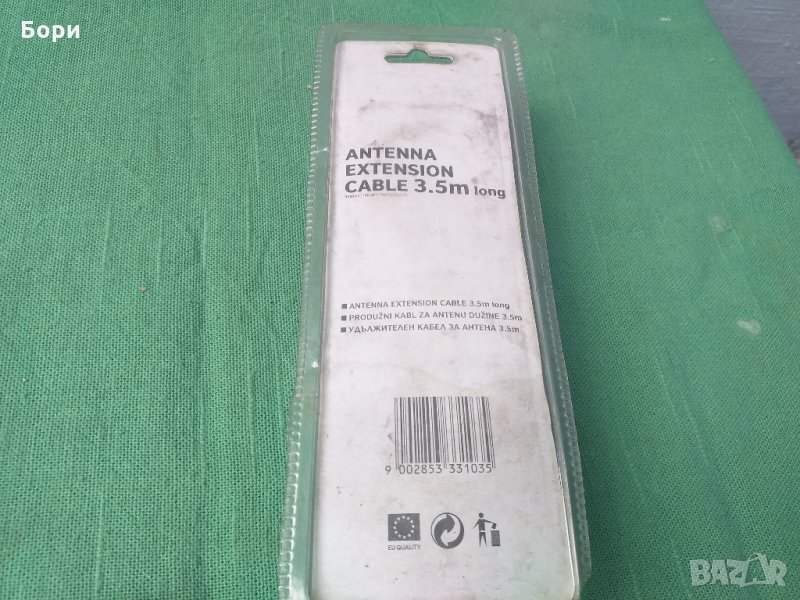 Бори
ANTENNA
EXTENSION
CABLE 3.5m long
■ ANTENNA EXTENSION CABLE 3.5m long
■ PRODUŽNI KABL ZA ANTENU DUŽINE 3.5m
■ УДЪЛЖИТЕЛЕН КАБЕЛ ЗА АНТЕНА 3.5m
9 002853 331035
EU QUALITY
BAZAR